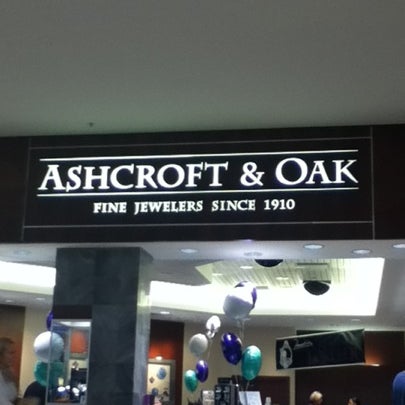 ASHCROFT & OAK
FINE JEWELERS SINCE 1910